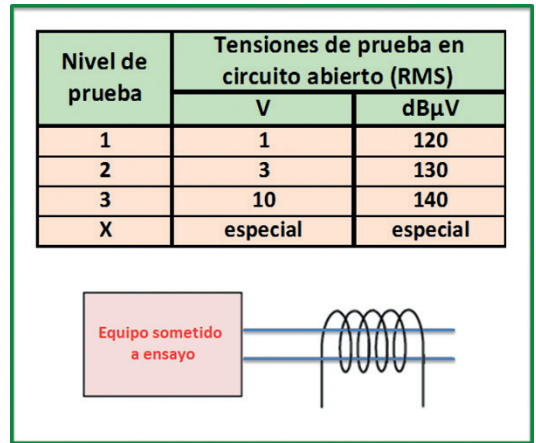 Nivel de prueba
Tensiones de prueba en circuito abierto (RMS)
V dBµV
1 1 120
2 3 130
3 10 140
X especial especial
Equipo sometido
a ensayo